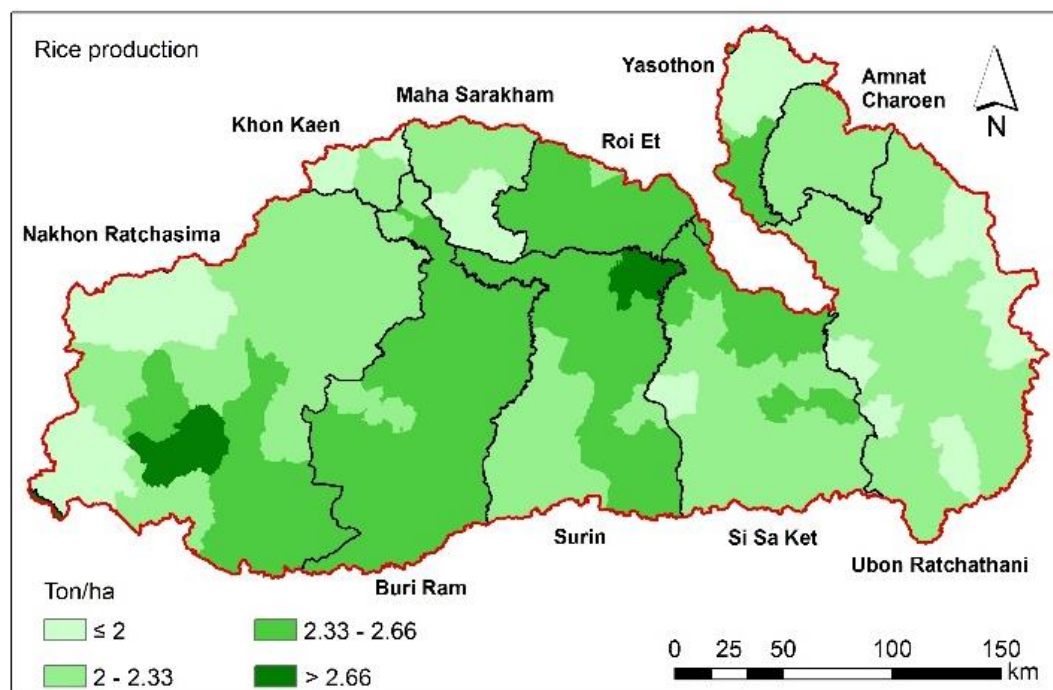 Rice production
Yasothon
Amnat
Charoen
Maha Sarakham
Khon Kaen
Roi Et
N
Nakhon Ratchasima
Surin
Si Sa Ket
Ubon Ratchathani
Buri Ram
Ton/ha
≤ 2
2.33 - 2.66
2 - 2.33
> 2.66
0 25 50 100 150
km